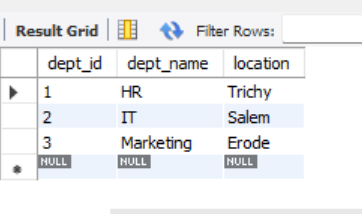 Result Grid Filter Rows:
dept_id dept_name location
1 HR Trichy
2 IT Salem
3 Marketing Erode
NULL NULL NULL